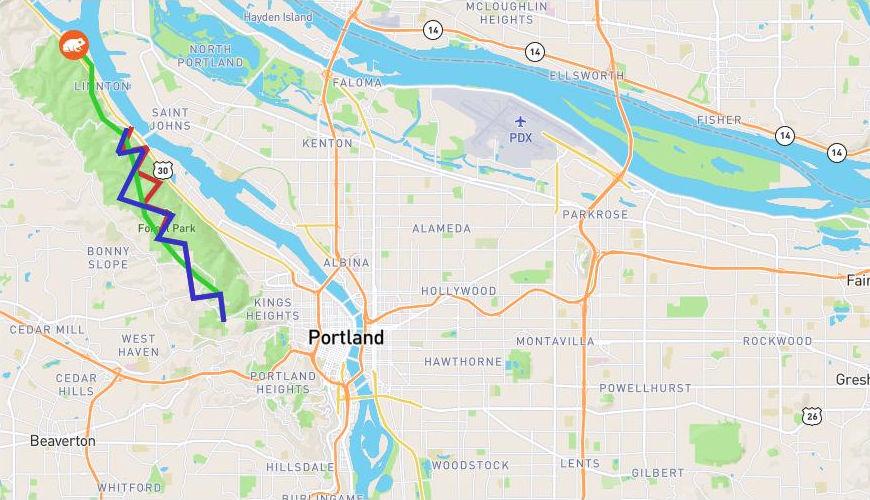 Hayden Island
MCLOUGHLIN
HEIGHTS
14
14
NORTH
PORTLAND
ELLSWORTH
FALOMA
LINNTON
SAINT
JOHNS
FISHER
PDX
14
14
KENTON
30
PARKROSE
Forest Park
ALAMEDA
BONNY
SLOPE
ALBINA
Fair
HOLLYWOOD
KINGS
HEIGHTS
CEDAR MILL
WEST
HAVEN
Portland
MONTAVILLA
ROCKWOOD
HAWTHORNE
CEDAR
HILLS
PORTLAND
HEIGHTS
POWELLHURST
Gresh
26
Beaverton
HILLSDALE
WOODSTOCK
LENTS
GILBERT
WHITFORD
BURLINGAME